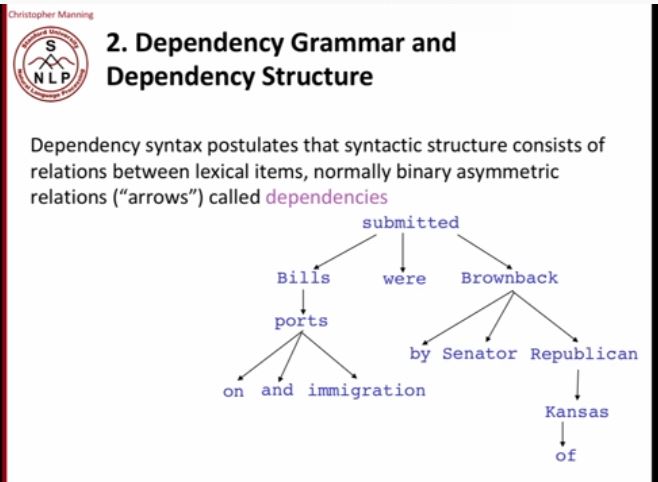 Christopher Manning
Stanford University
S
NLP
Natural Language Processing
2. Dependency Grammar and
Dependency Structure
Dependency syntax postulates that syntactic structure consists of
relations between lexical items, normally binary asymmetric
relations (“arrows”) called dependencies
submitted
Bills were Brownback
ports
by Senator Republican
on and immigration
Kansas
of